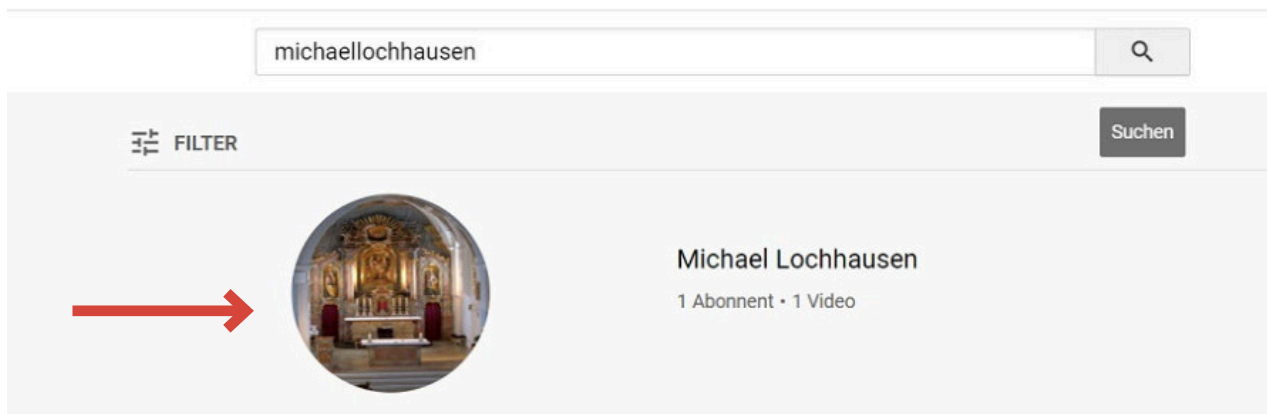 michaellochhausen
FILTER
Suchen
Michael Lochhausen
1 Abonnent • 1 Video